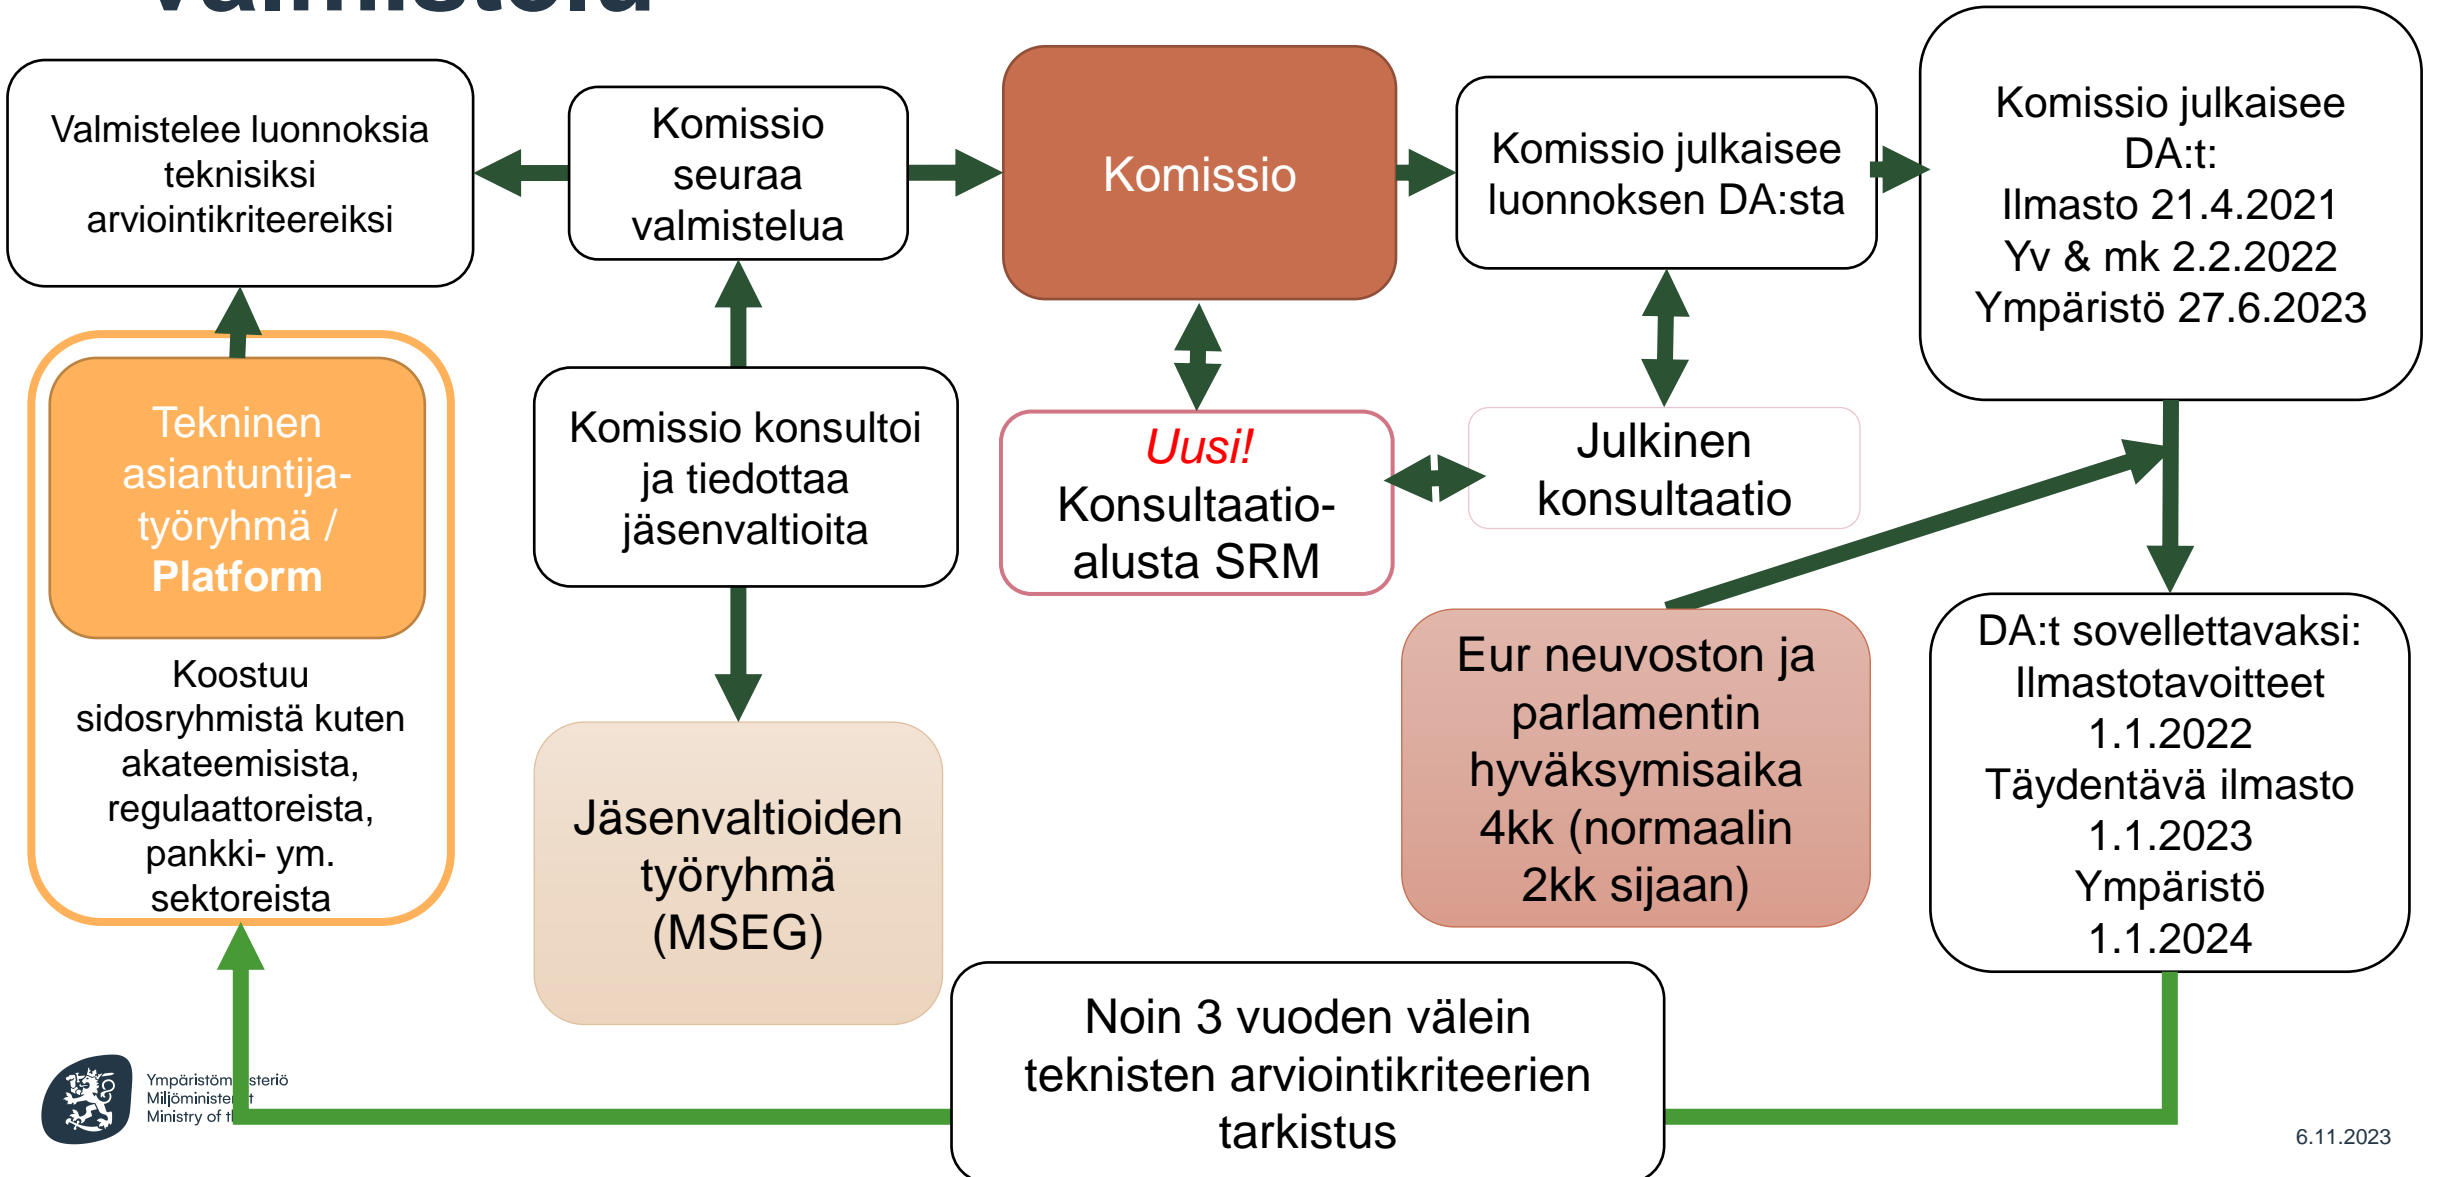 Valmistelee luonnoksia
teknisiksi
arviointikriteereiksi
Komissio
seuraa
valmistelua
Komissio
Komissio julkaisee
luonnoksen DA:sta
Komissio julkaisee
DA:t:
Ilmasto 21.4.2021
Yv & mk 2.2.2022
Ympäristö 27.6.2023
Tekninen
asiantuntija-
työryhmä /
Platform
Koostuu
sidosryhmistä kuten
akateemisista,
regulaattoreista,
pankki- ym.
sektoreista
Komissio konsultoi
ja tiedottaa
jäsenvaltioita
Uusi!
Konsultaatio-
alusta SRM
Julkinen
konsultaatio
Jäsenvaltioiden
työryhmä
(MSEG)
Eur neuvoston ja
parlamentin
hyväksymisaika
4kk (normaalin
2kk sijaan)
DA:t sovellettavaksi:
Ilmastotavoitteet
1.1.2022
Täydentävä ilmasto
1.1.2023
Ympäristö
1.1.2024
Noin 3 vuoden välein
teknisten arviointikriteerien
tarkistus
Ministry of
6.11.2023